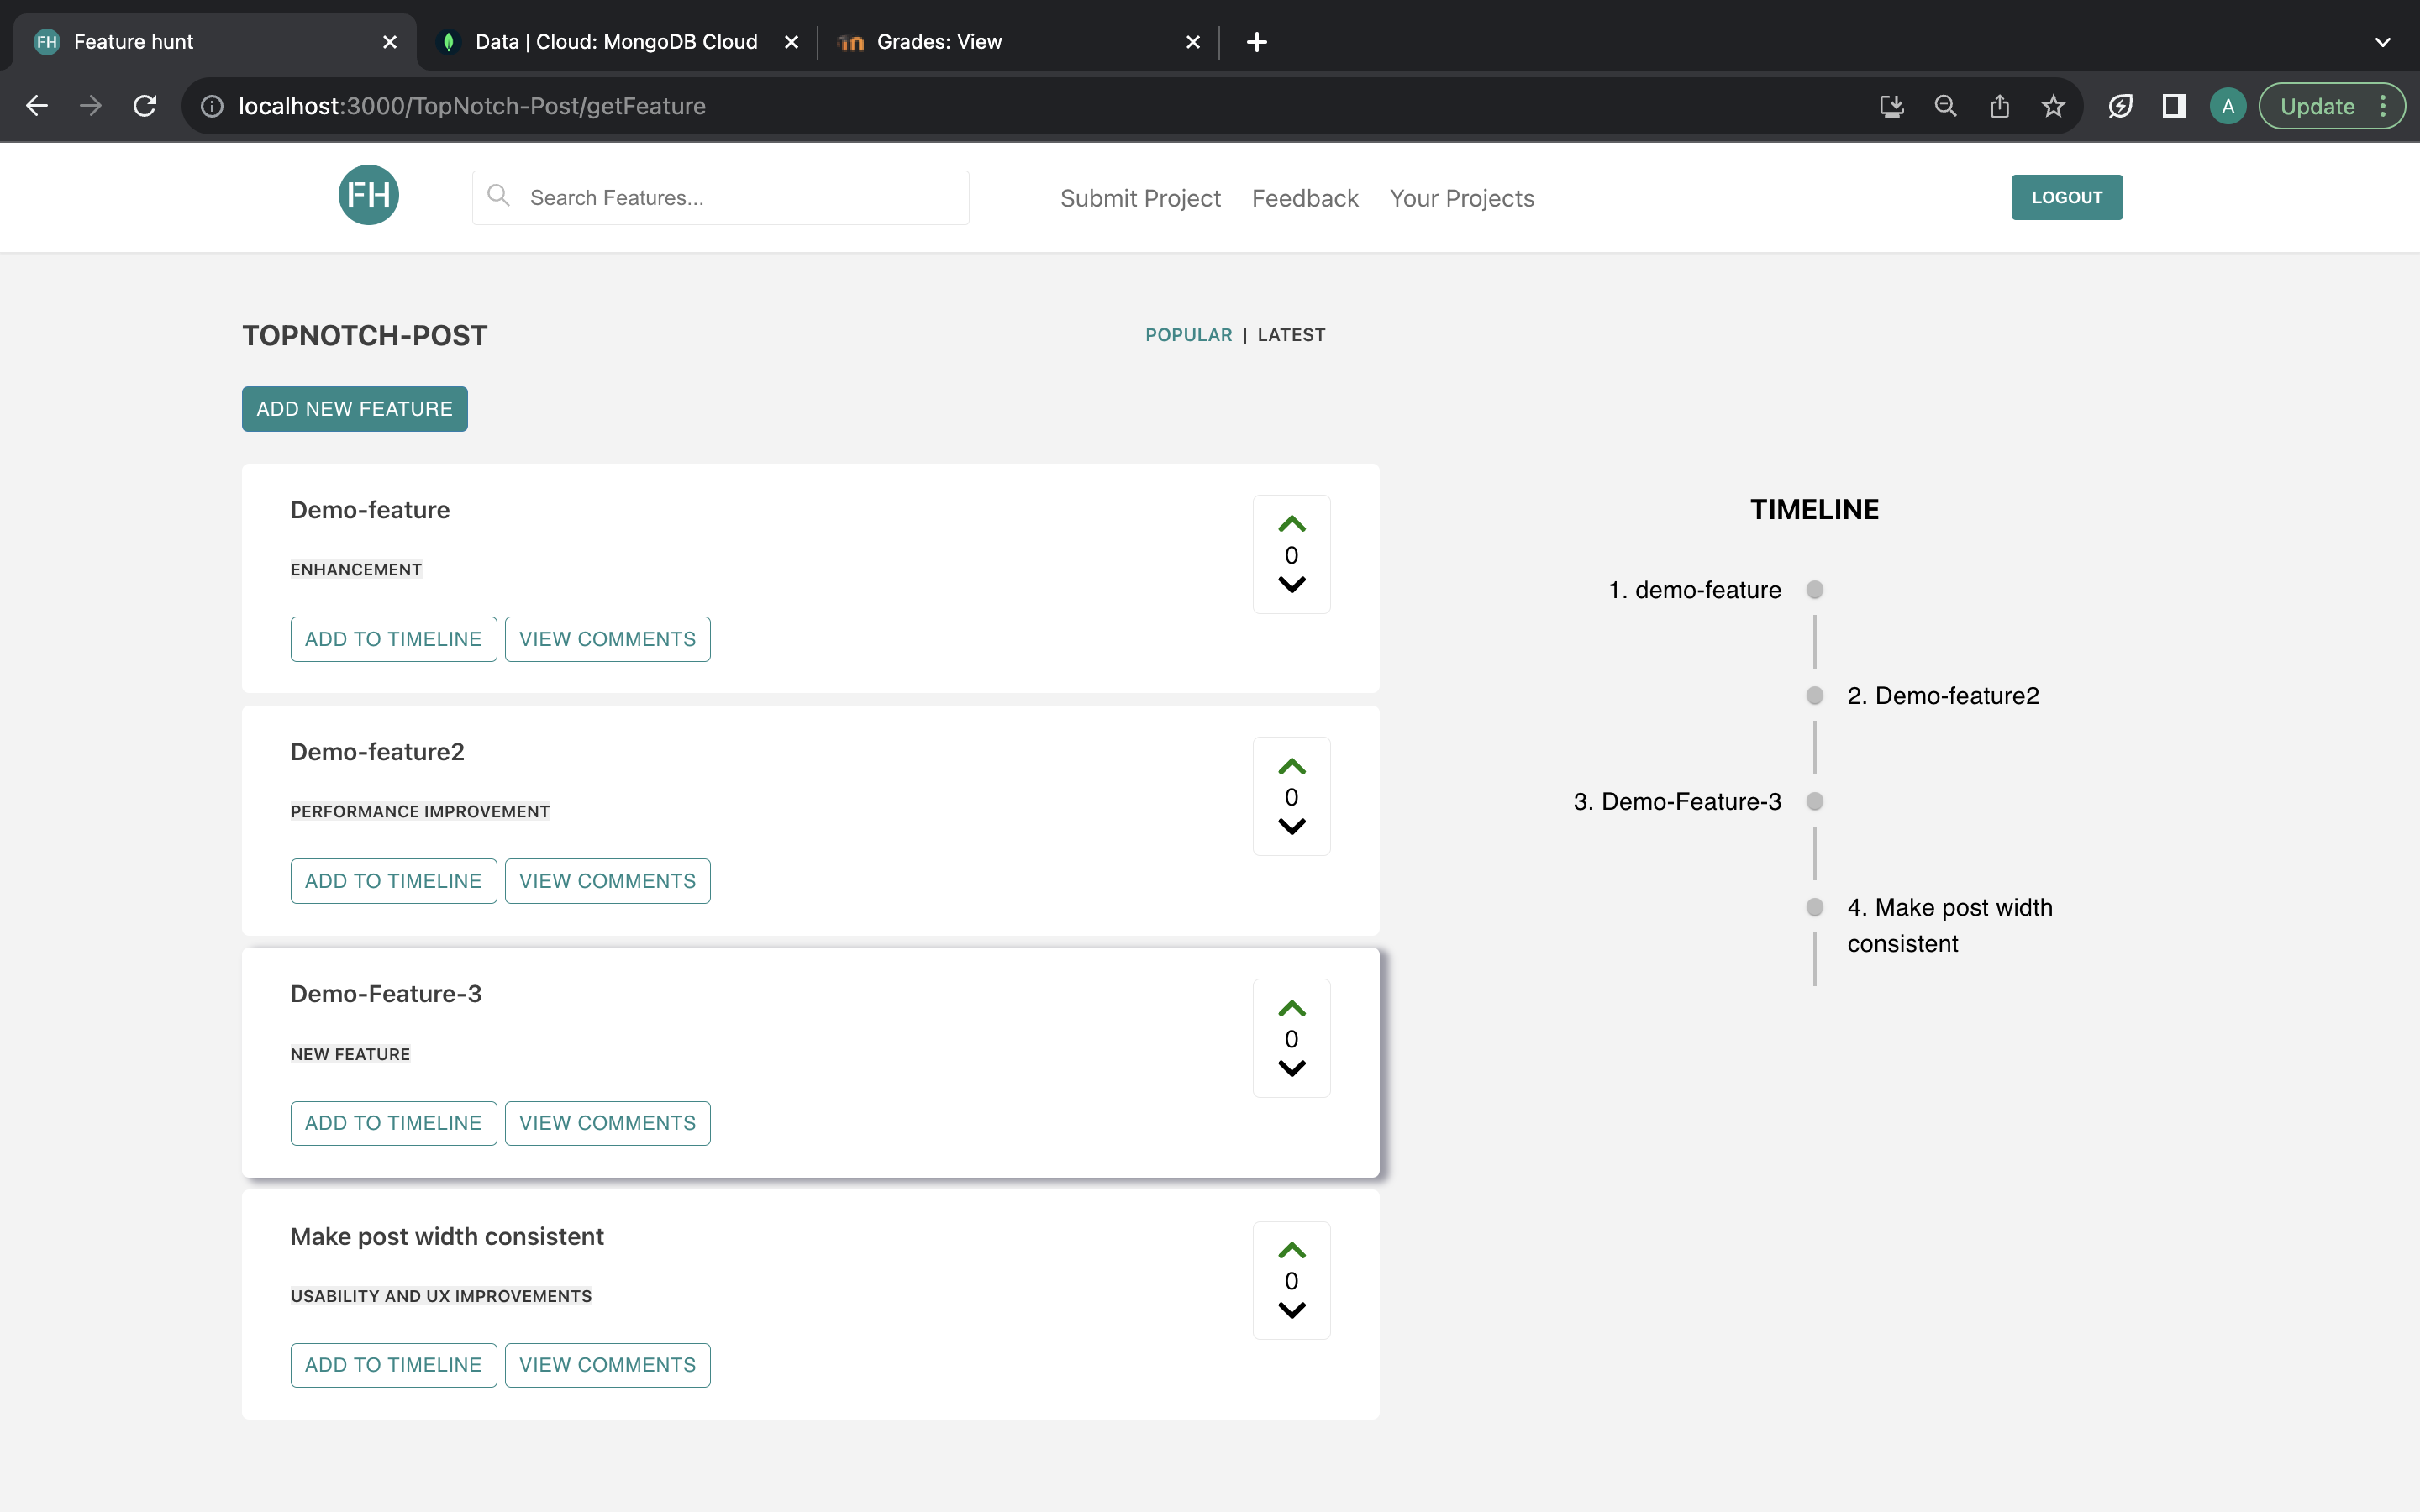 FH Feature hunt
Data | Cloud: MongoDB Cloud
Grades: View
localhost:3000/TopNotch-Post/getFeature
A
Update
FH
Search Features...
Submit Project Feedback Your Projects
LOGOUT
TOPNOTCH-POST
POPULAR | LATEST
ADD NEW FEATURE
Demo-feature
ENHANCEMENT
0
ADD TO TIMELINE VIEW COMMENTS
Demo-feature2
PERFORMANCE IMPROVEMENT
0
ADD TO TIMELINE VIEW COMMENTS
Demo-Feature-3
NEW FEATURE
0
ADD TO TIMELINE VIEW COMMENTS
Make post width consistent
USABILITY AND UX IMPROVEMENTS
0
ADD TO TIMELINE VIEW COMMENTS
TIMELINE
1. demo-feature
2. Demo-feature2
3. Demo-Feature-3
4. Make post width
consistent